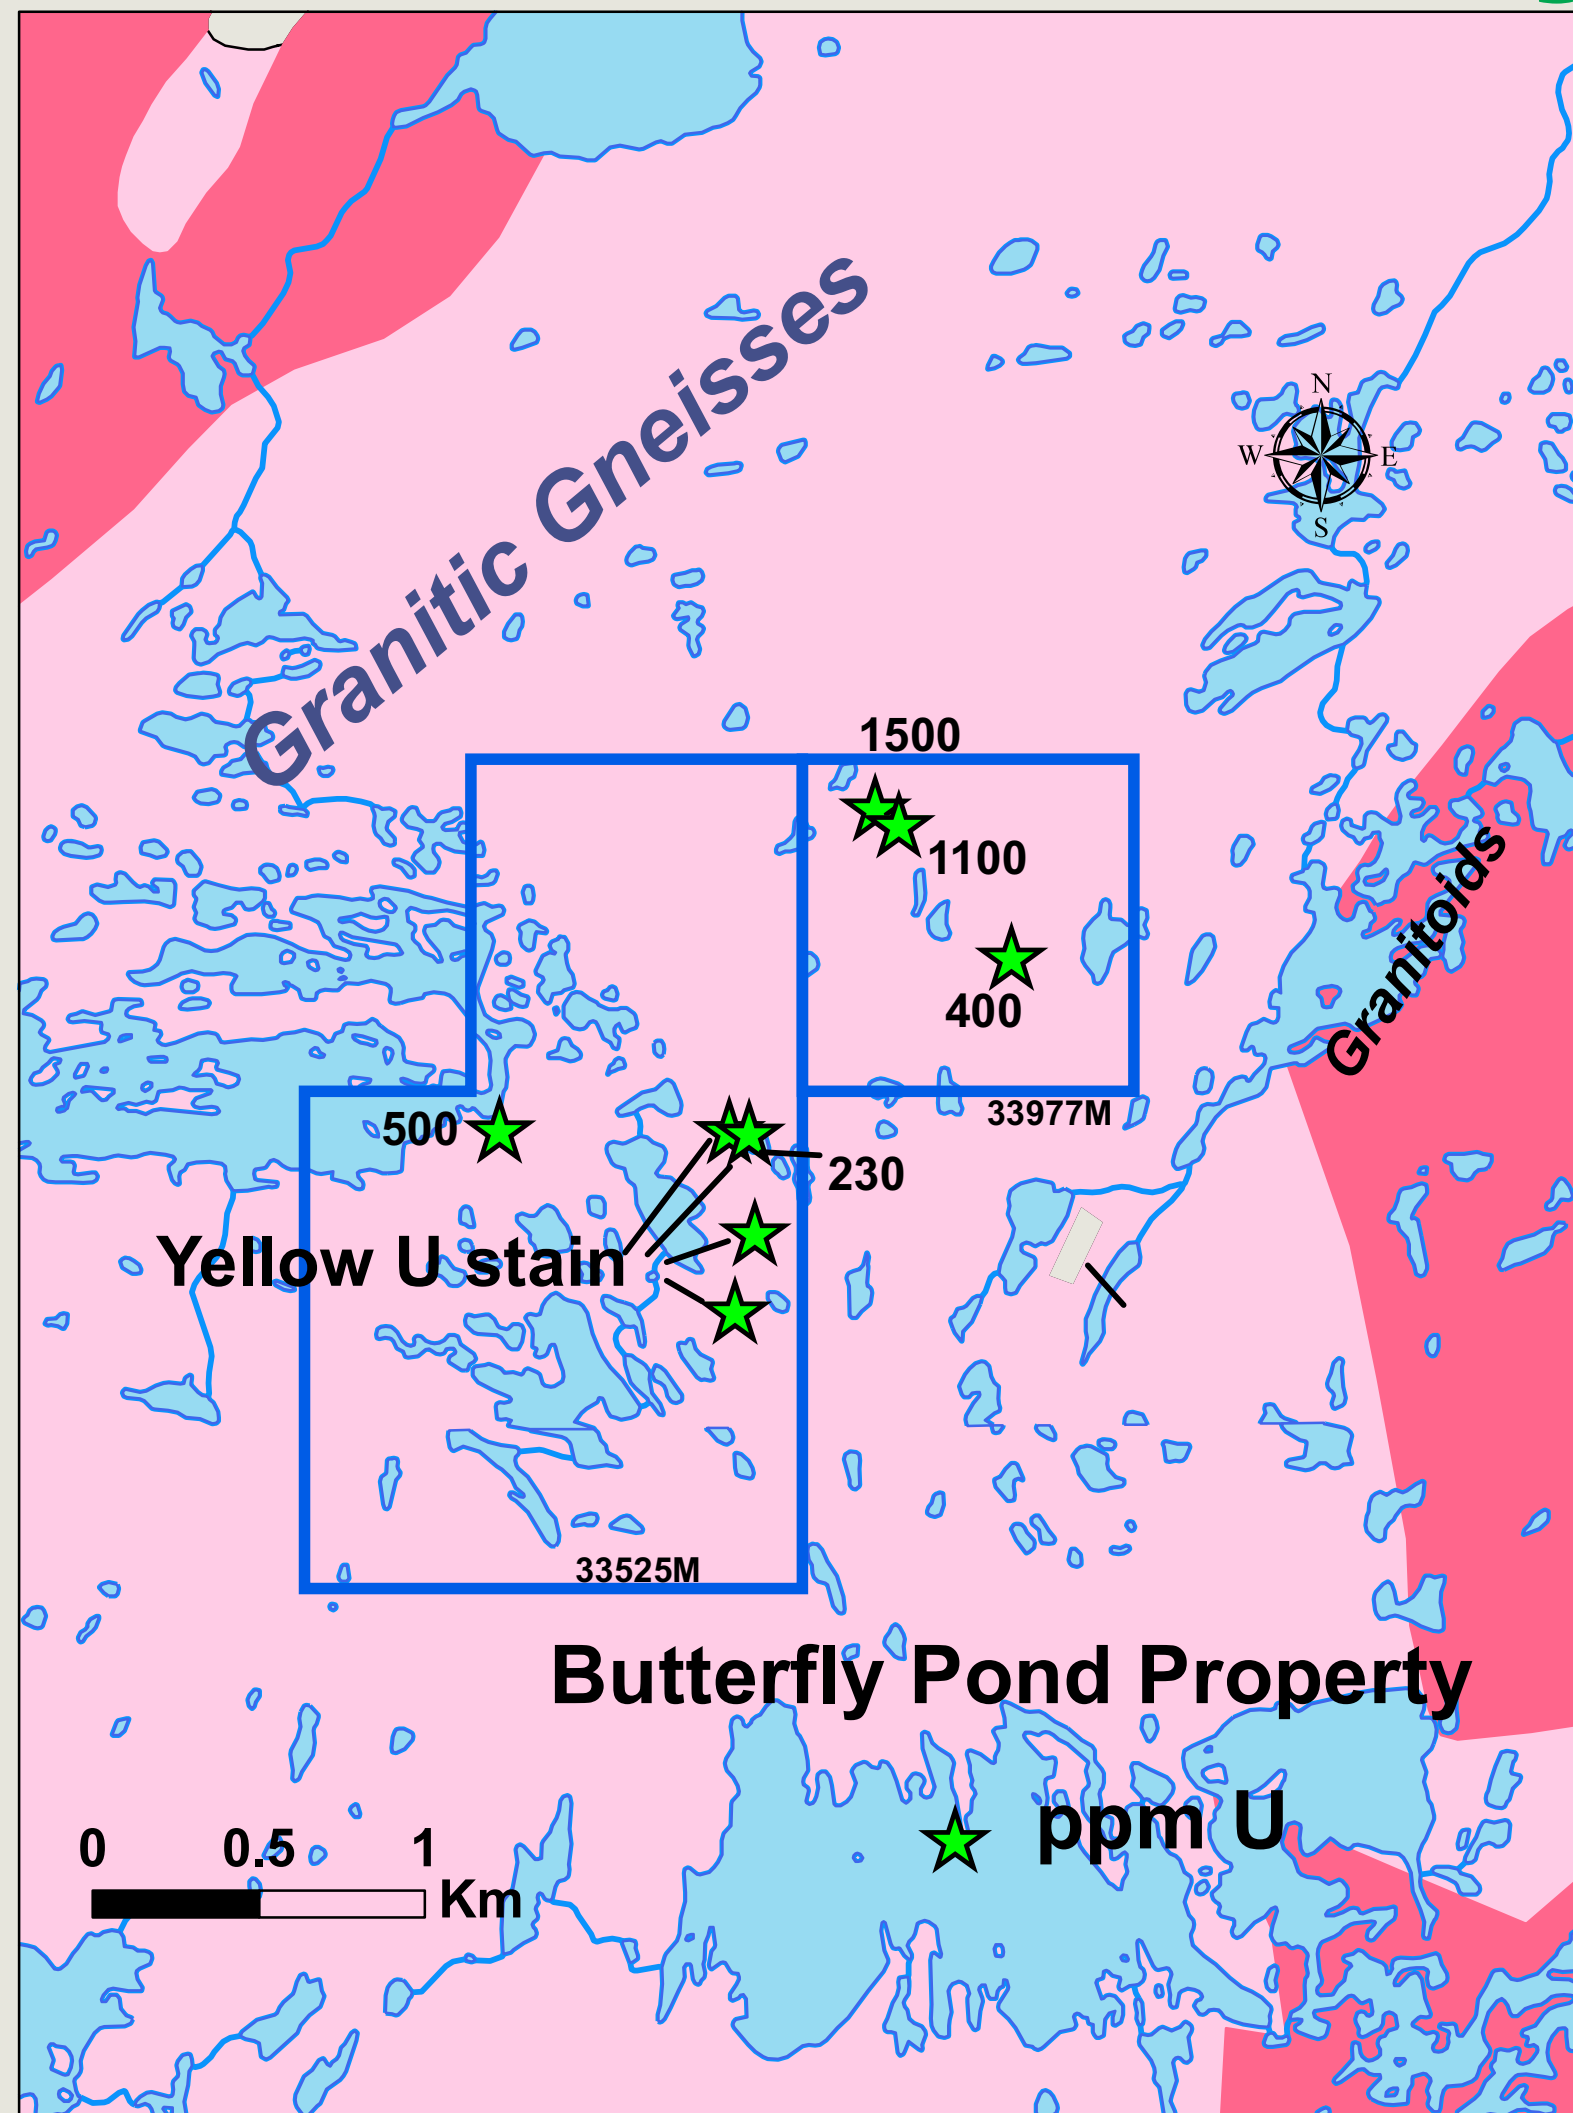 Granitic Gneisses
N
W
E
S
1500
1100
Granitoids
400
33977M
500
230
Yellow U stain
33525M
Butterfly Pond Property
ppm U
0 0.5 1
Km